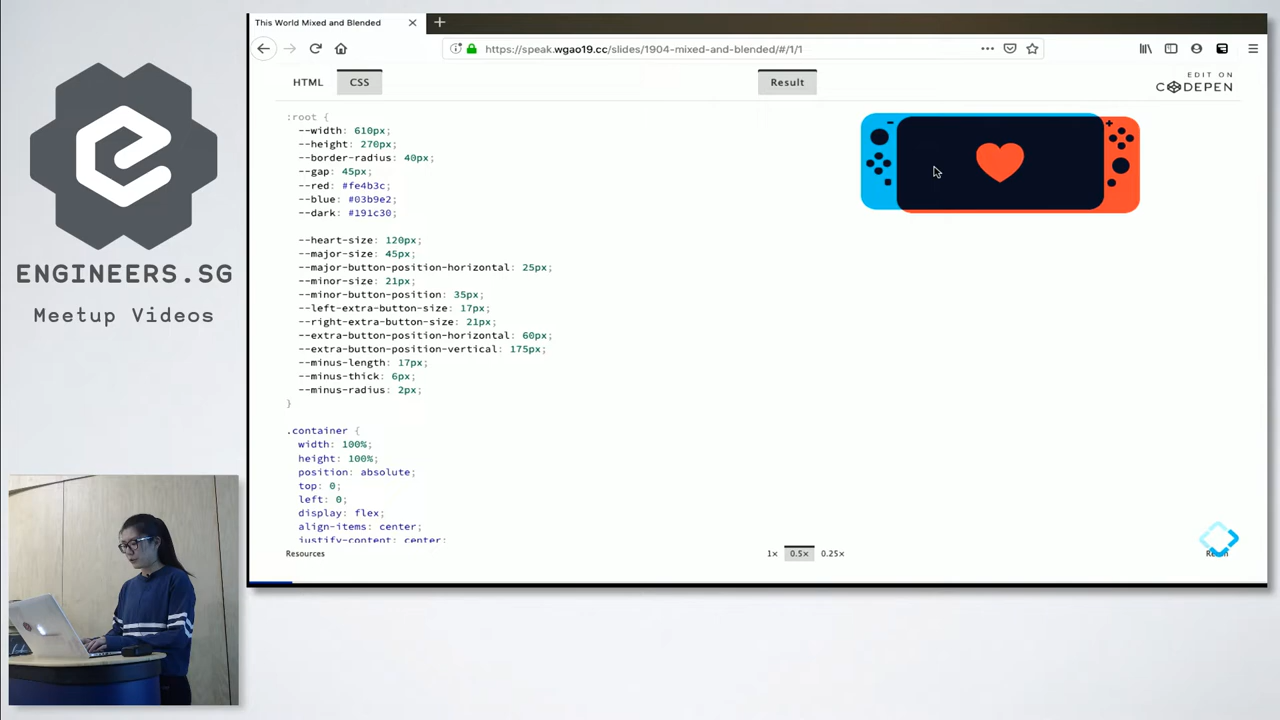 This World Mixed and Blended
https://speak.wgao19.cc/slides/1904-mixed-and-blended/#/1/1
HTML
CSS
Result
EDIT ON
CODEPEN
:root {
--width: 610px;
--height: 270px;
--border-radius: 40px;
--gap: 45px;
--red: #fe4b3c;
--blue: #03b9e2;
--dark: #191c30;
--heart-size: 120px;
--major-size: 45px;
--major-button-position-horizontal: 25px;
--minor-size: 21px;
--minor-button-position: 35px;
--left-extra-button-size: 17px;
--right-extra-button-size: 21px;
--extra-button-position-horizontal: 60px;
--extra-button-position-vertical: 175px;
--minus-length: 17px;
--minus-thick: 6px;
--minus-radius: 2px;
}
.container {
width: 100%;
height: 100%;
position: absolute;
top: 0;
left: 0;
display: flex;
align-items: center;
justify-content: center;
Resources
1×
0.5×
0.25×
ENGINEERS.SG
Meetup Videos